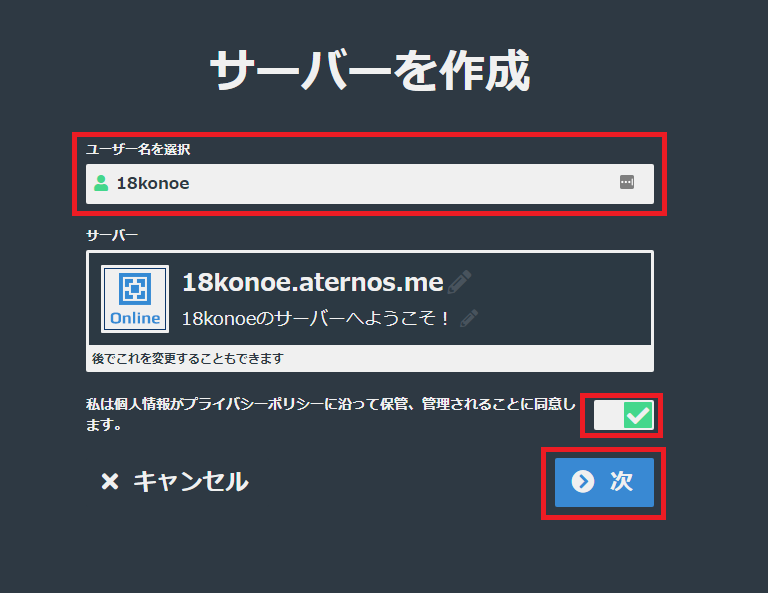 サーバーを作成
ユーザー名を選択
18konoe
サーバー
18konoe.aternos.me
Online
18konoeのサーバーへようこそ！
後でこれを変更することもできます
私は個人情報がプライバシーポリシーに沿って保管、管理されることに同意し
ます。
キャンセル
次